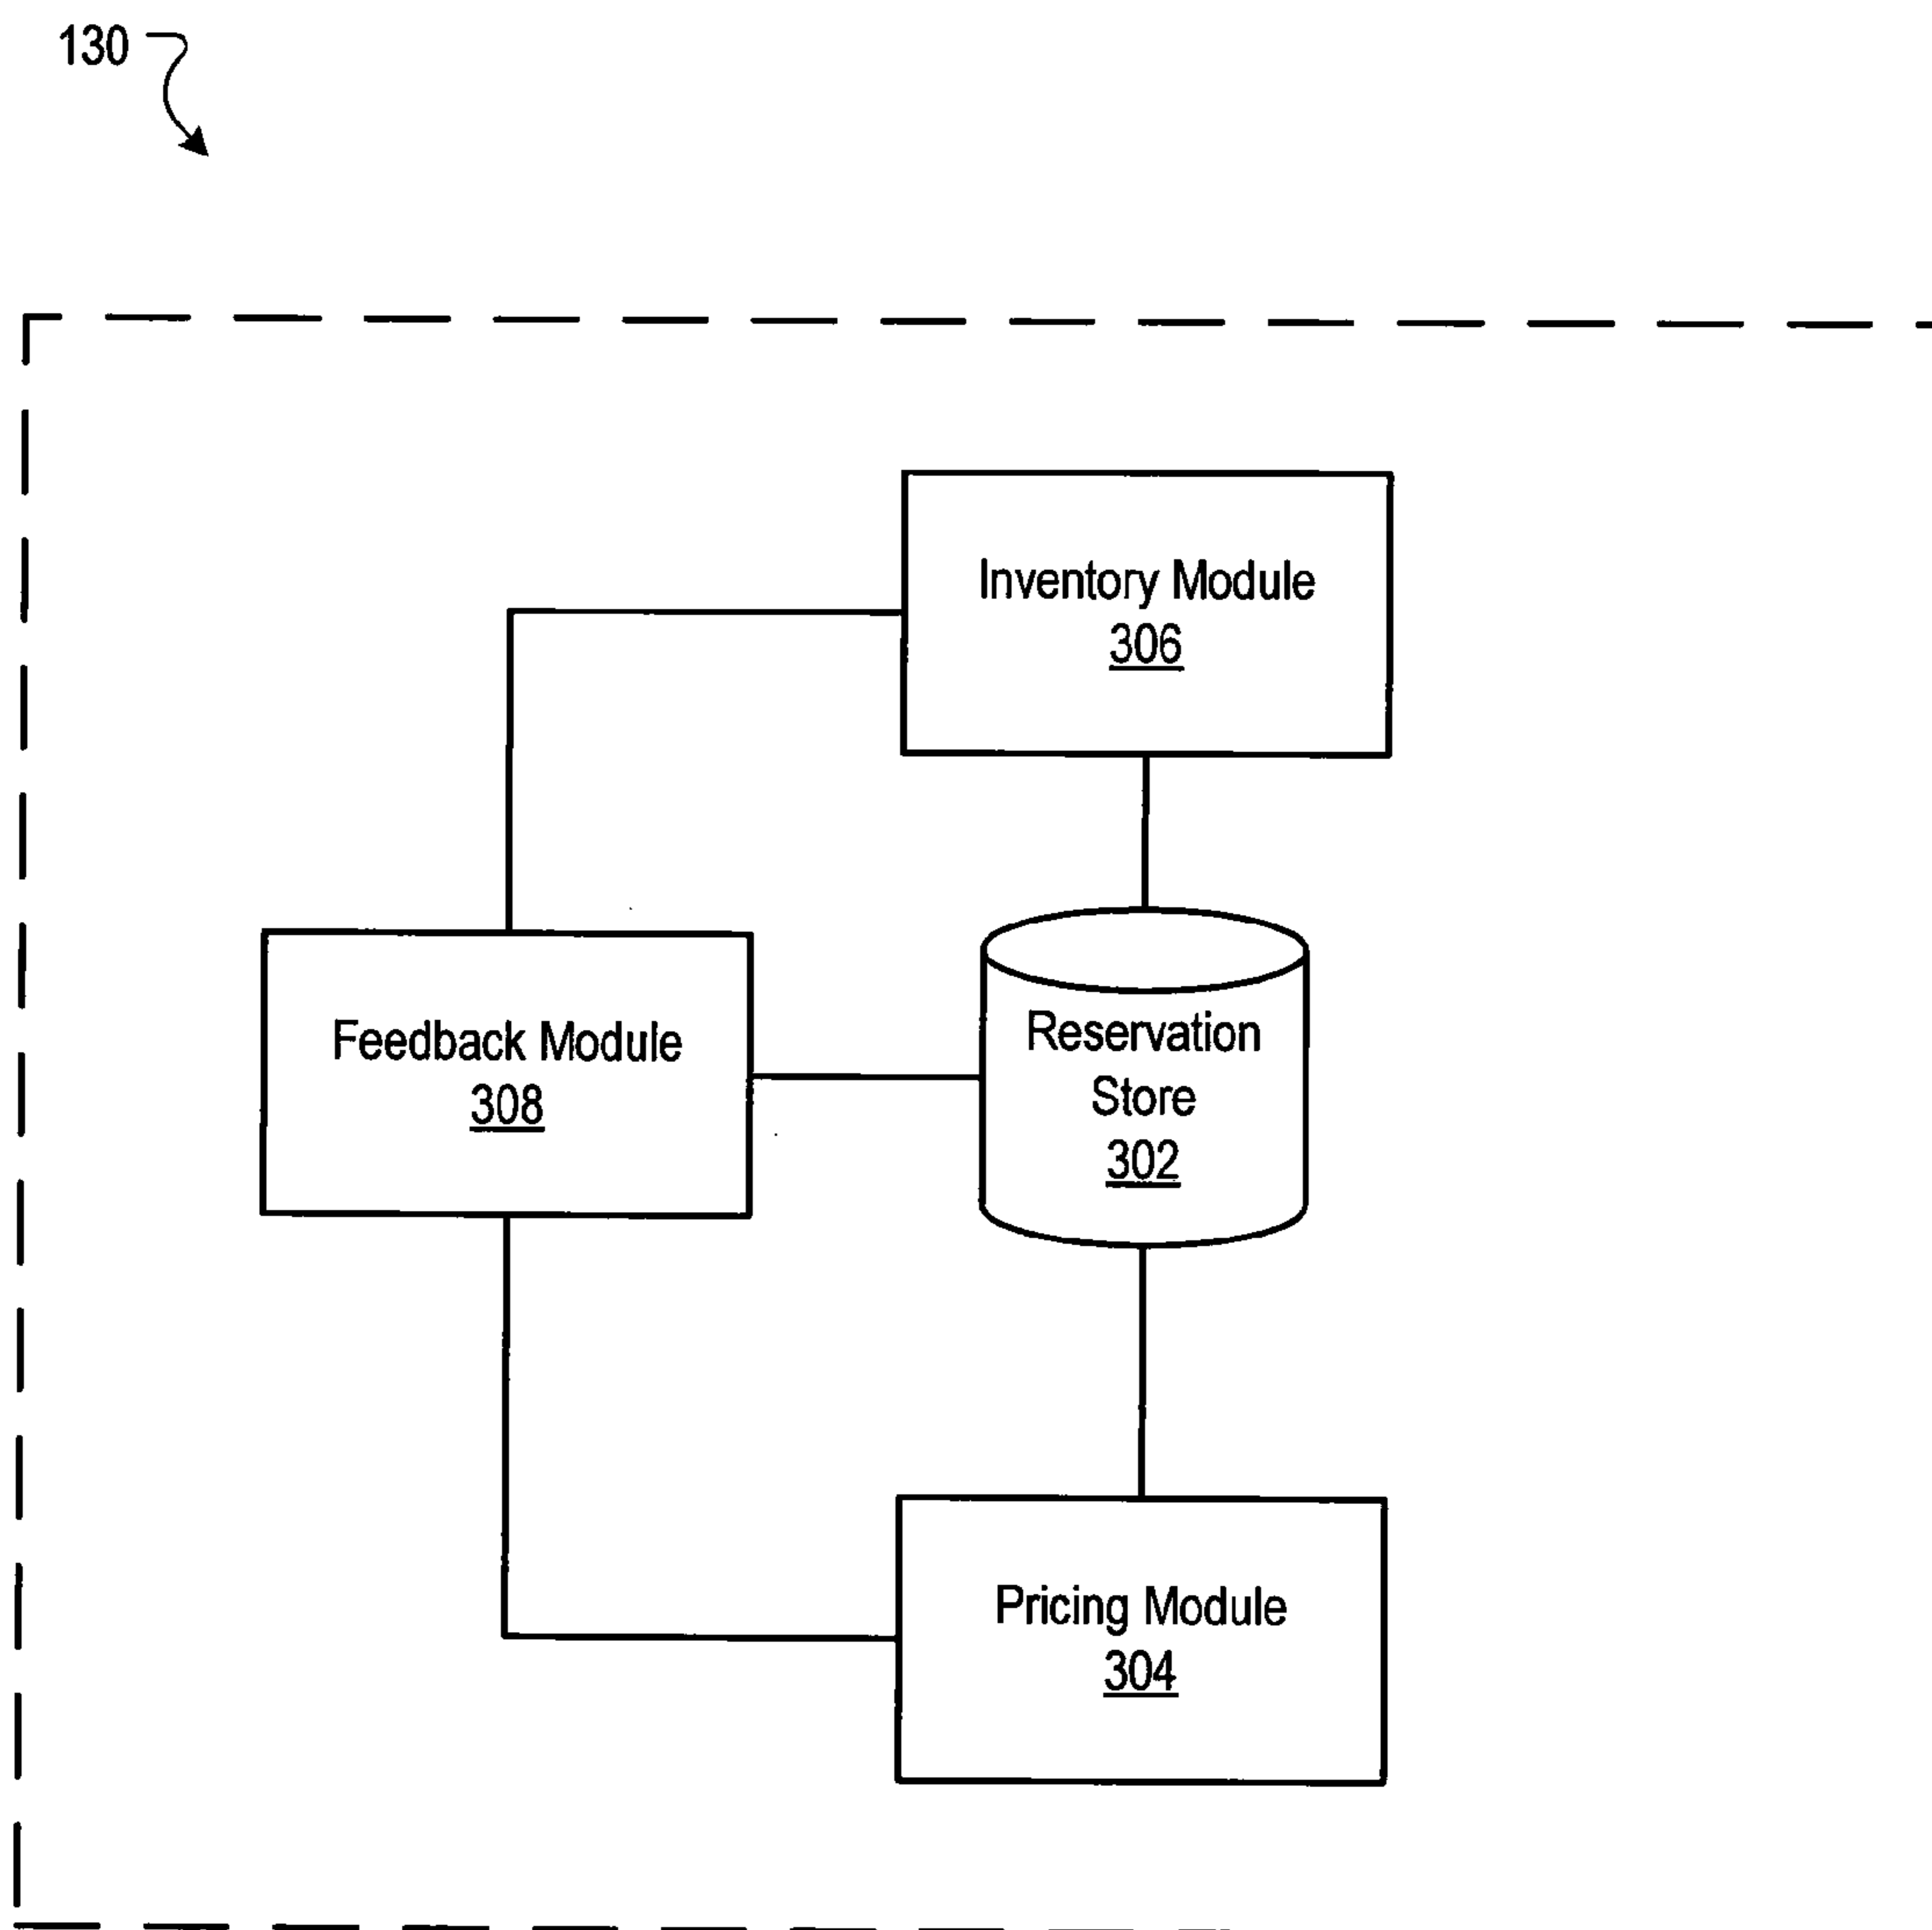 130
Inventory Module
306
Feedback Module
308
Reservation
Store
302
Pricing Module
304